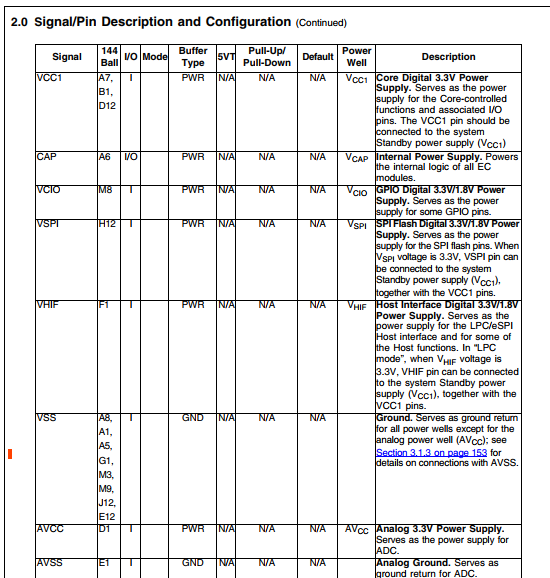 2.0 Signal/Pin Description and Configuration (Continued)
Signal 144 Ball I/O Mode Buffer Type 5VT Pull-Up/ Pull-Down Default Power Well Description
VCC1 A7, B1, D12 I PWR N/A N/A N/A VCC1 Core Digital 3.3V Power
Supply. Serves as the power
supply for the Core-controlled
functions and associated I/O
pins. The VCC1 pin should be
connected to the system
Standby power supply (VCC1)
CAP A6 I/O PWR N/A N/A N/A VCAP Internal Power Supply. Powers
the internal logic of all EC
modules.
VCIO M8 I PWR N/A N/A N/A VCIO GPIO Digital 3.3V/1.8V Power
Supply. Serves as the power
supply for some GPIO pins.
VSPI H12 I PWR N/A N/A N/A VSPI SPI Flash Digital 3.3V/1.8V Power
Supply. Serves as the power
supply for the SPI flash pins. When
VSPI voltage is 3.3V, VSPI pin can
be connected to the system
Standby power supply (VCC1),
together with the VCC1 pins.
VHIF F1 I PWR N/A N/A N/A VHIF Host Interface Digital 3.3V/1.8V
Power Supply. Serves as the
power supply for the LPC/eSPI
Host interface and for some of
the Host functions. In "LPC
mode", when VHIF voltage is
3.3V, VHIF pin can be connected
to the system Standby power
supply (VCC1), together with the
VCC1 pins.
VSS A8, A1, A5, G1, M3, M9, J12, E12 I GND N/A N/A N/A Ground. Serves as ground return
for all power wells except for the
analog power well (AVCC); see
Section 3.1.3 on page 153 for
details on connections with AVSS.
AVCC D1 I PWR N/A N/A N/A AVCC Analog 3.3V Power Supply.
Serves as the power supply for
ADC.
AVSS E1 I GND N/A N/A N/A Analog Ground. Serves as
ground return for ADC.